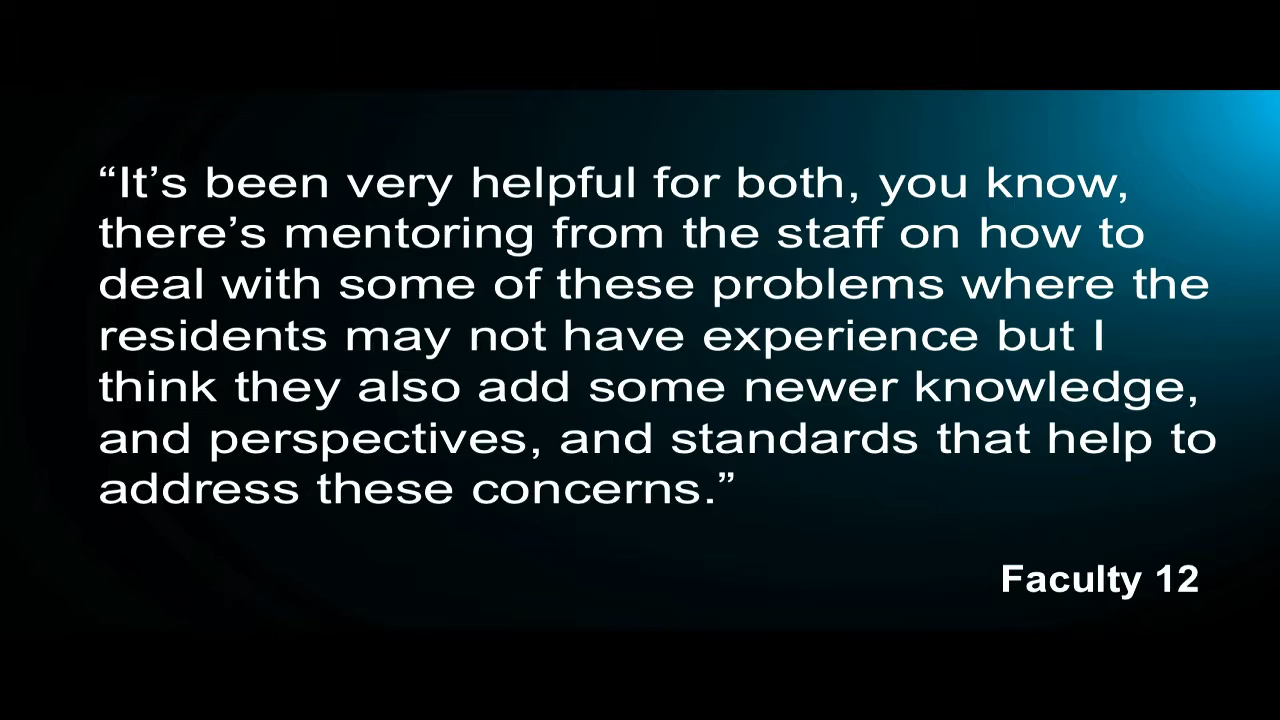 “It’s been very helpful for both, you know,
there’s mentoring from the staff on how to
deal with some of these problems where the
residents may not have experience but I
think they also add some newer knowledge,
and perspectives, and standards that help to
address these concerns.”
Faculty 12